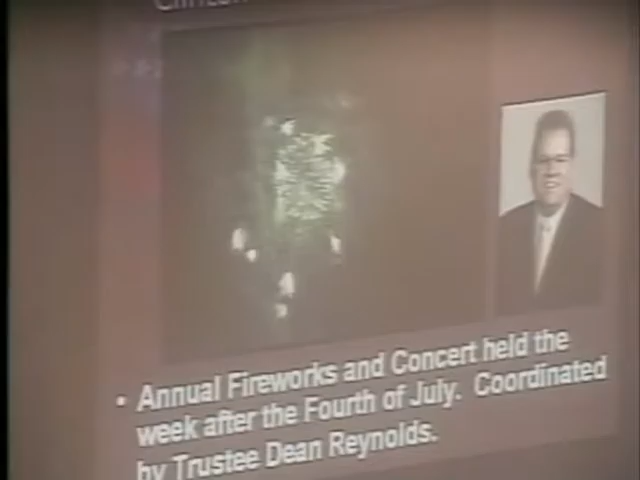 • Annual Fireworks and Concert held the
week after the Fourth of July. Coordinated
by Trustee Dean Reynolds.